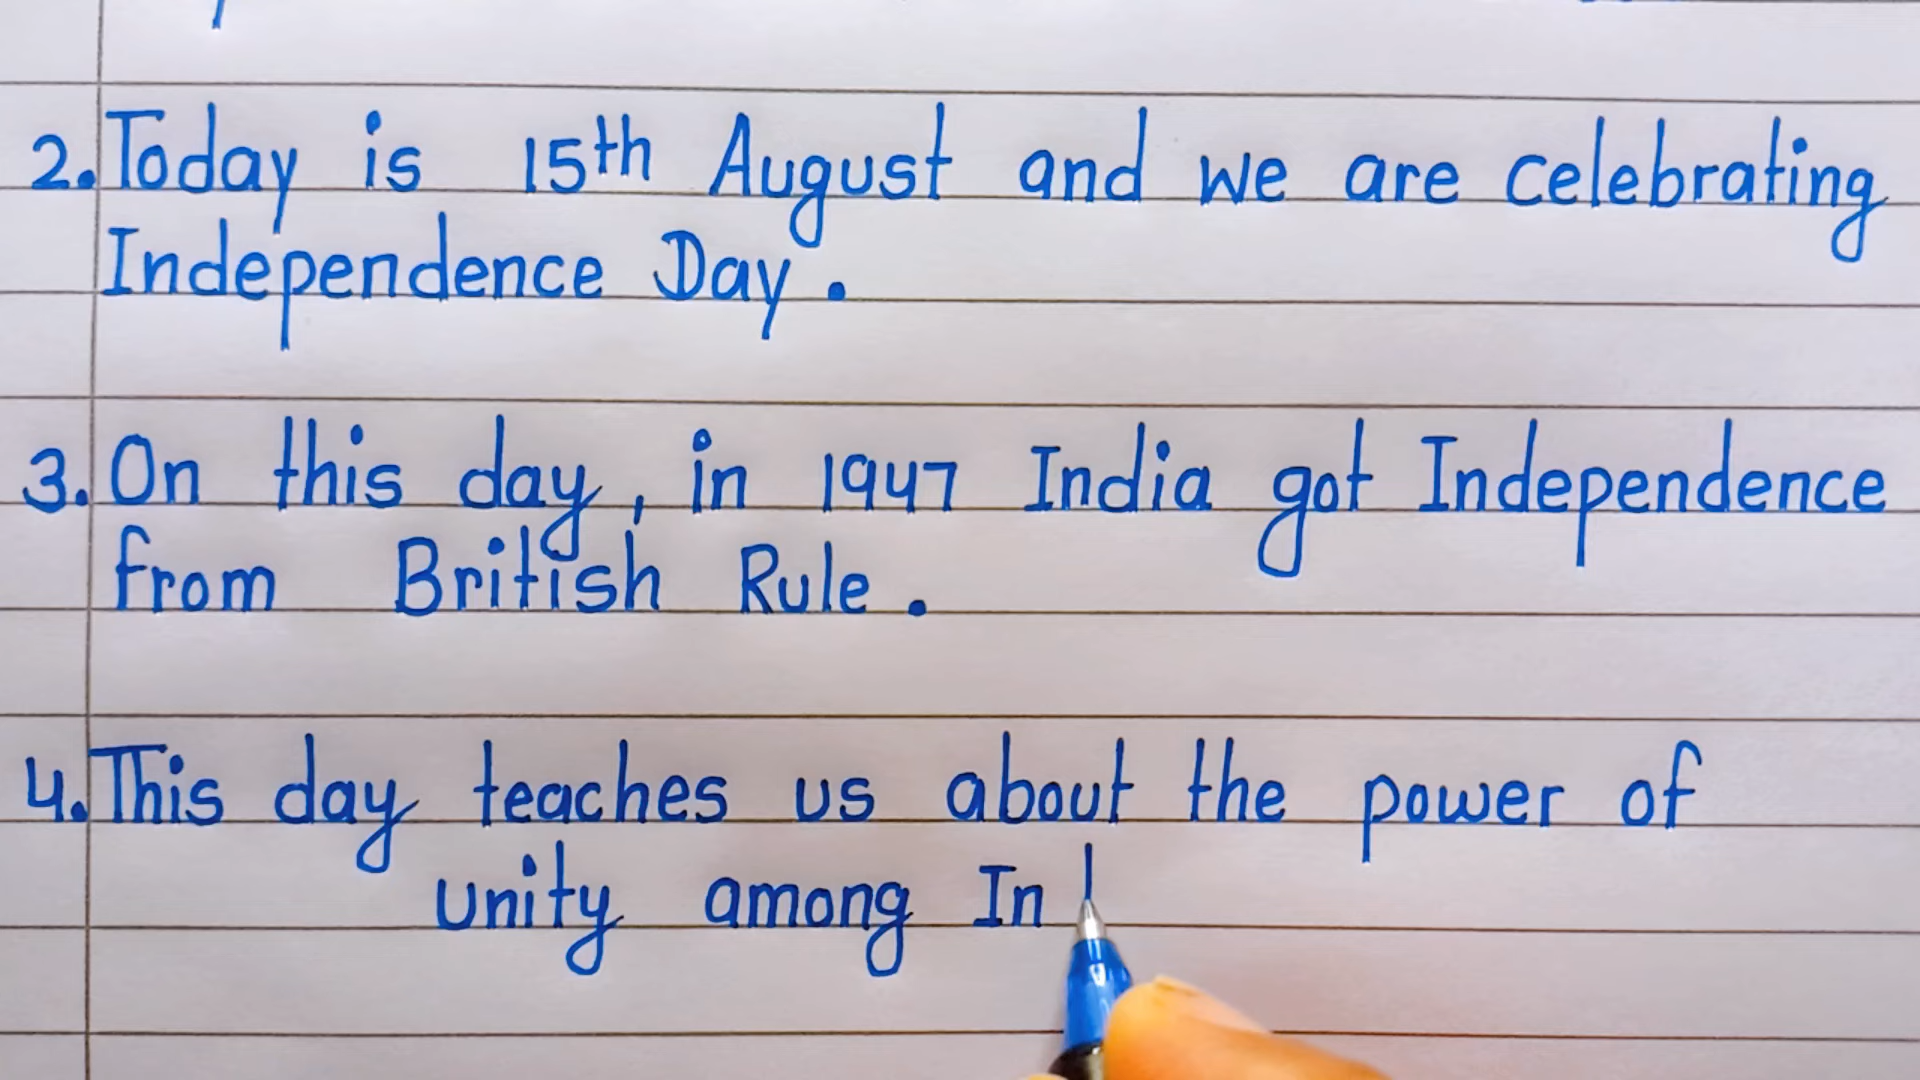 2. Today is 15th August and we are celebrating
Independence Day.
3. On this day, in 1947 India got Independence
from British Rule.
4. This day teaches us about the power of
unity among In